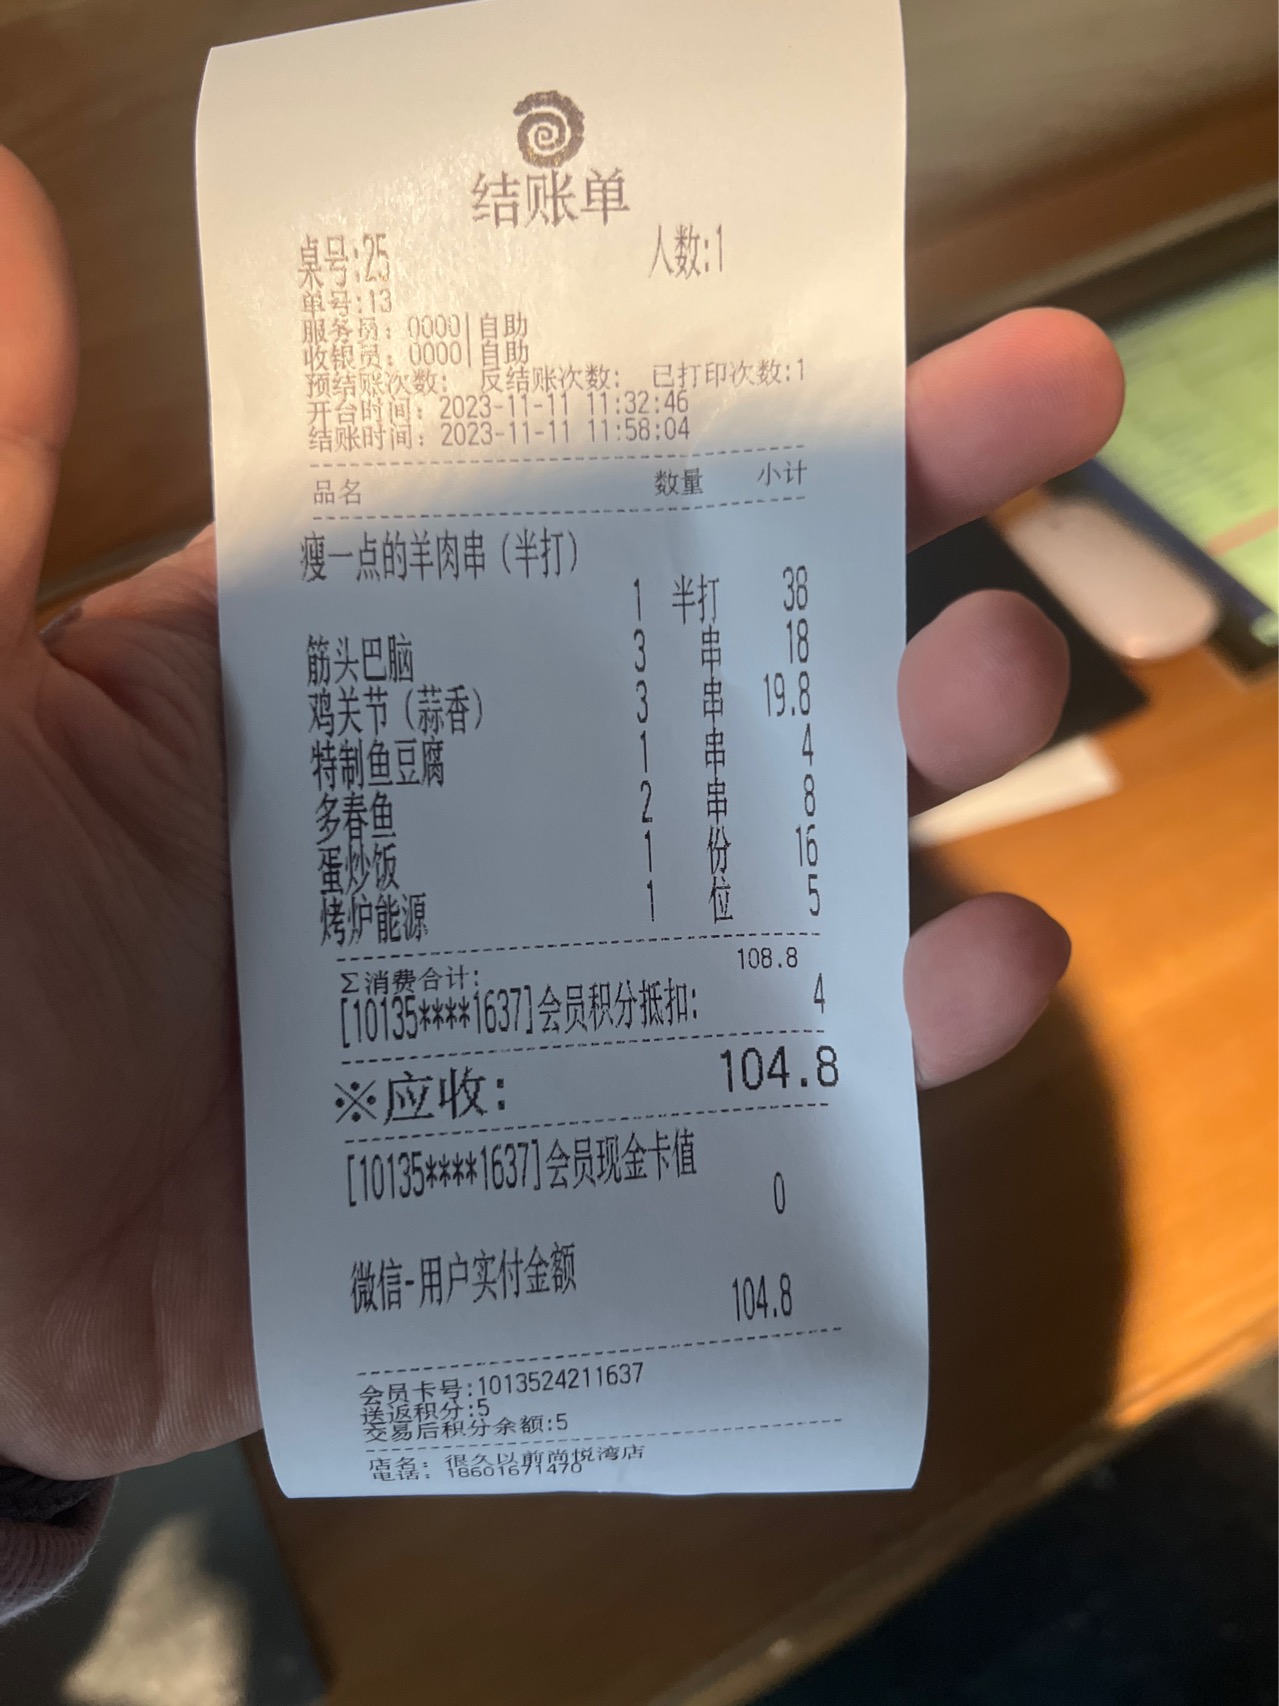 结账单
桌号:25 人数:1
单号:13
服务员: 0000|自助
收银员: 0000|自助
预结账次数: 反结账次数: 已打印次数:1
开台时间: 2023-11-11 11:32:46
结账时间: 2023-11-11 11:58:04
品名 数量 小计
瘦一点的羊肉串(半打)
1 半打 38
筋头巴脑 3 串 18
鸡关节(蒜香) 3 串 19.8
特制鱼豆腐 1 串 4
多春鱼 2 串 8
蛋炒饭 1 份 16
烤炉能源 1 位 5
Σ消费合计: 108.8
[10135****1637]会员积分抵扣: 4
※应收: 104.8
[10135****1637]会员现金卡值
0
微信-用户实付金额
104.8
会员卡号:1013524211637
送返积分:5
交易后积分余额:5
店名: 很久以前尚悦湾店
电话: 18601671470